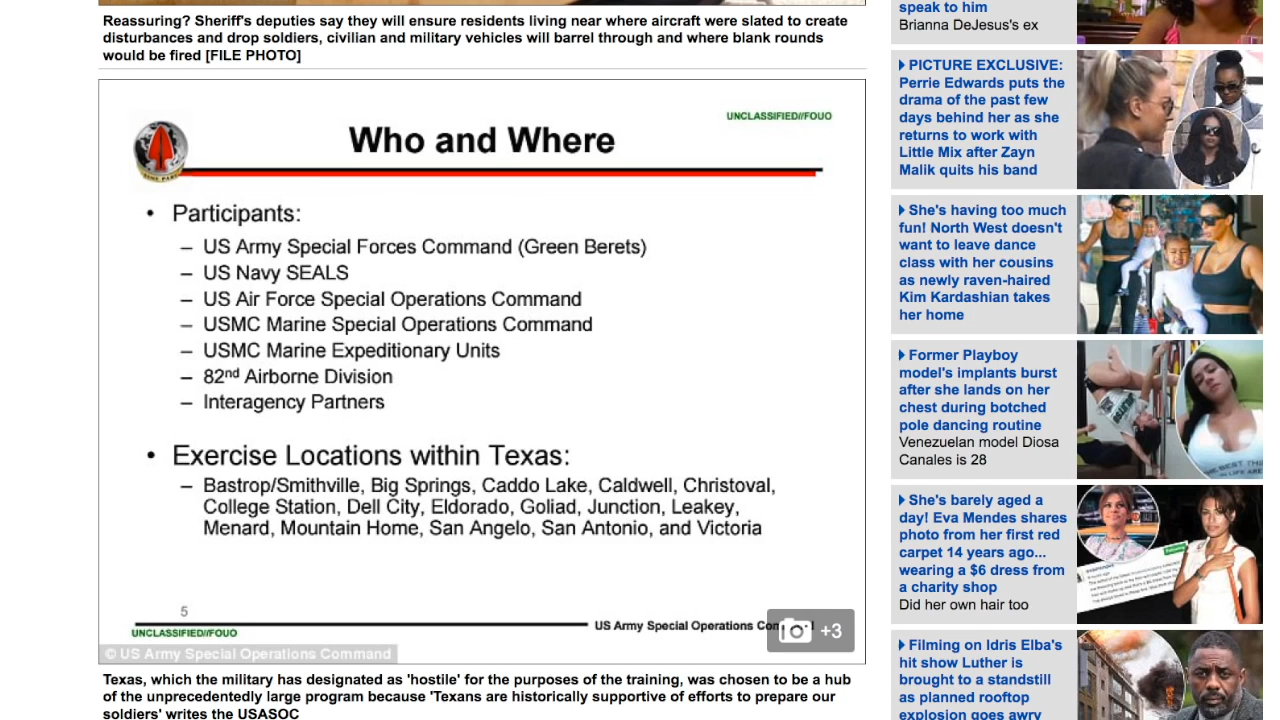 Reassuring? Sheriff's deputies say they will ensure residents living near where aircraft were slated to create
disturbances and drop soldiers, civilian and military vehicles will barrel through and where blank rounds
would be fired [FILE PHOTO]
UNCLASSIFIED//FOUO
Who and Where
• Participants:
– US Army Special Forces Command (Green Berets)
– US Navy SEALS
– US Air Force Special Operations Command
– USMC Marine Special Operations Command
– USMC Marine Expeditionary Units
– 82nd Airborne Division
– Interagency Partners
• Exercise Locations within Texas:
– Bastrop/Smithville, Big Springs, Caddo Lake, Caldwell, Christoval,
College Station, Dell City, Eldorado, Goliad, Junction, Leakey,
Menard, Mountain Home, San Angelo, San Antonio, and Victoria
5
US Army Special Operations
+3
UNCLASSIFIED//FOUO
© US Army Special Operations Command
Texas, which the military has designated as 'hostile' for the purposes of the training, was chosen to be a hub
of the unprecedentedly large program because 'Texans are historically supportive of efforts to prepare our
soldiers' writes the USASOC
speak to him
Brianna DeJesus's ex
PICTURE EXCLUSIVE:
Perrie Edwards puts the
drama of the past few
days behind her as she
returns to work with
Little Mix after Zayn
Malik quits his band
She's having too much
fun! North West doesn't
want to leave dance
class with her cousins
as newly raven-haired
Kim Kardashian takes
her home
Former Playboy
model's implants burst
after she lands on her
chest during botched
pole dancing routine
Venezuelan model Diosa
Canales is 28
She's barely aged a
day! Eva Mendes shares
photo from her first red
carpet 14 years ago...
wearing a $6 dress from
a charity shop
Did her own hair too
Filming on Idris Elba's
hit show Luther is
brought to a standstill
as planned rooftop
explosion goes awry